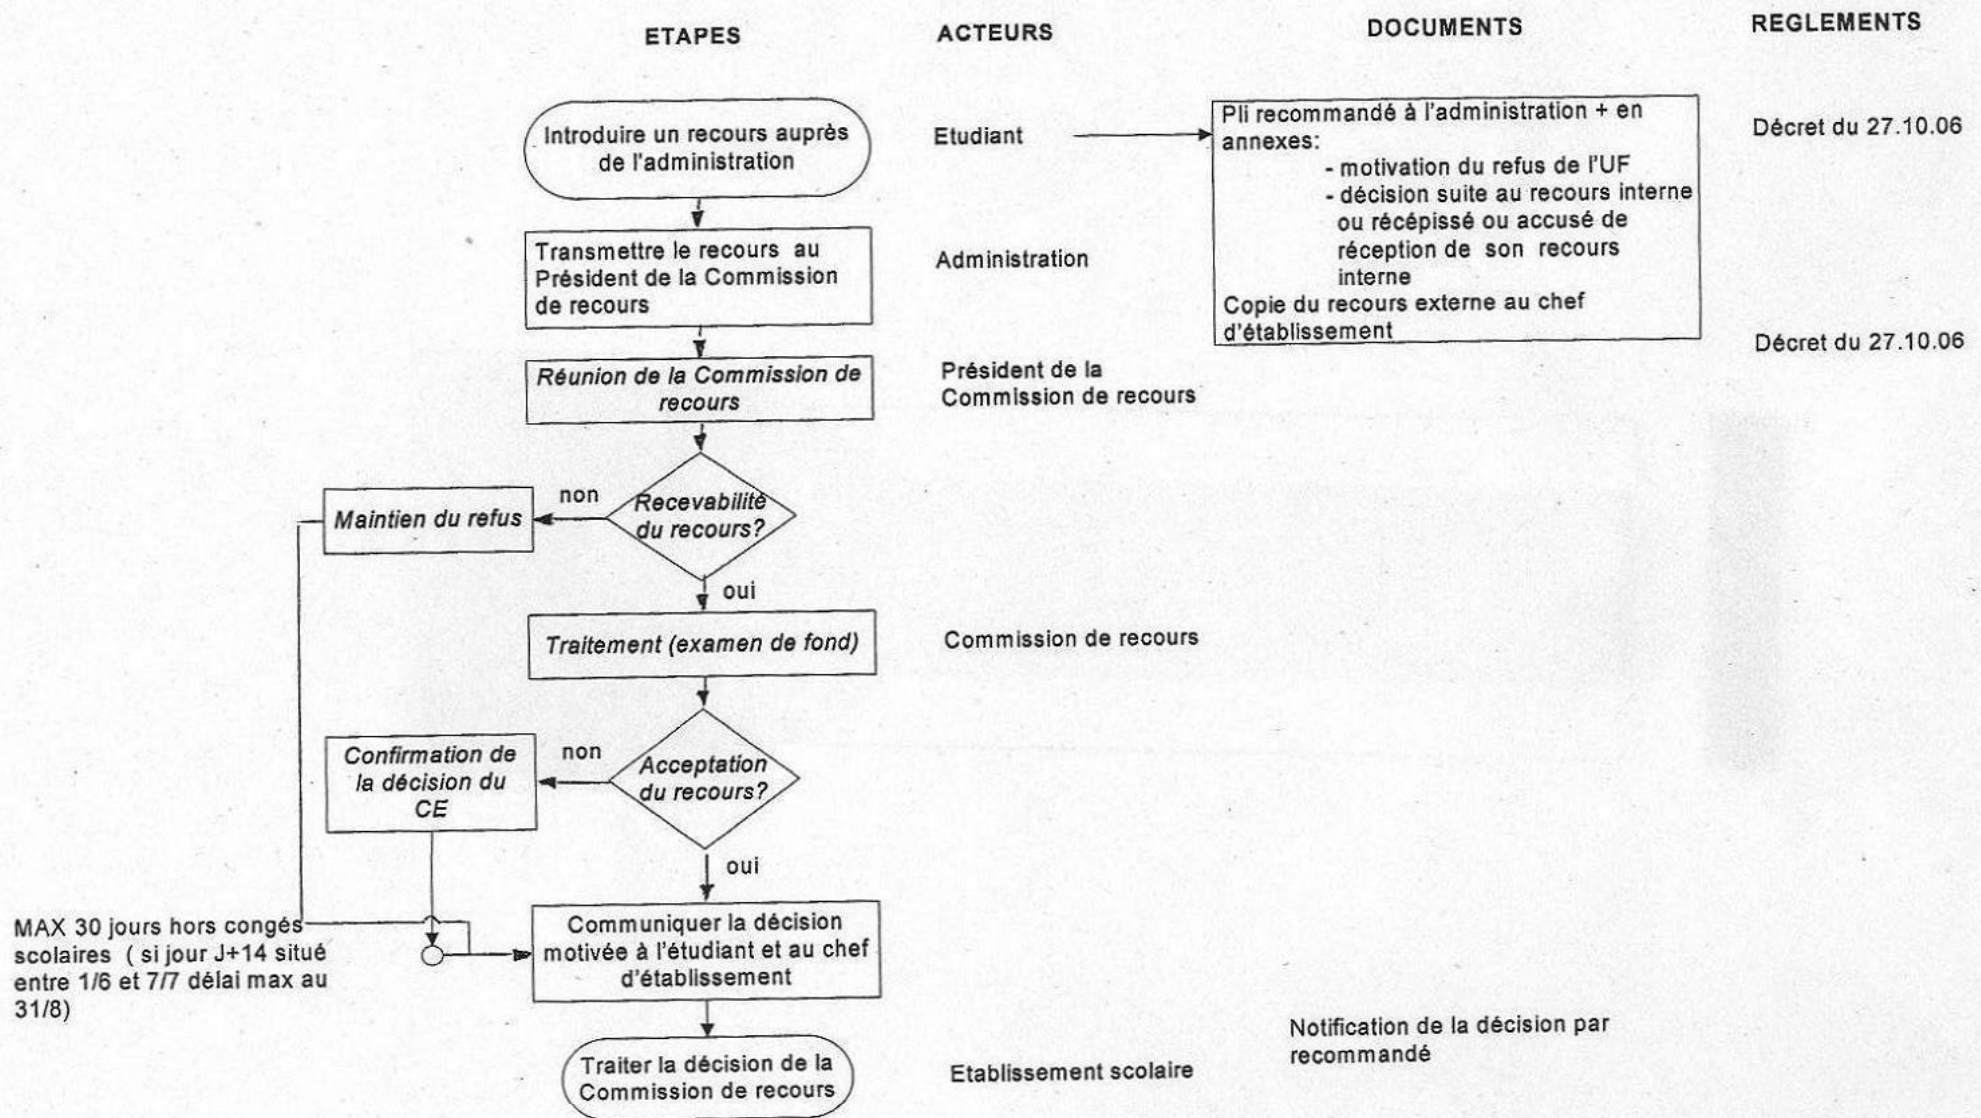 ETAPES
ACTEURS
DOCUMENTS
REGLEMENTS
Introduire un recours auprès
de l'administration
Etudiant
Pli recommandé à l'administration + en
annexes:
- motivation du refus de l'UF
- décision suite au recours interne
ou récépissé ou accusé de
réception de son recours
interne
Copie du recours externe au chef
d'établissement
Décret du 27.10.06
Transmettre le recours au
Président de la Commission
de recours
Administration
Décret du 27.10.06
Réunion de la Commission de
recours
Président de la
Commission de recours
Recevabilité
du recours?
non
Maintien du refus
oui
Traitement (examen de fond)
Commission de recours
Acceptation
du recours?
non
Confirmation de
la décision du
CE
oui
MAX 30 jours hors congés
scolaires ( si jour J+14 situé
entre 1/6 et 7/7 délai max au
31/8)
Communiquer la décision
motivée à l'étudiant et au chef
d'établissement
Notification de la décision par
recommandé
Traiter la décision de la
Commission de recours
Etablissement scolaire